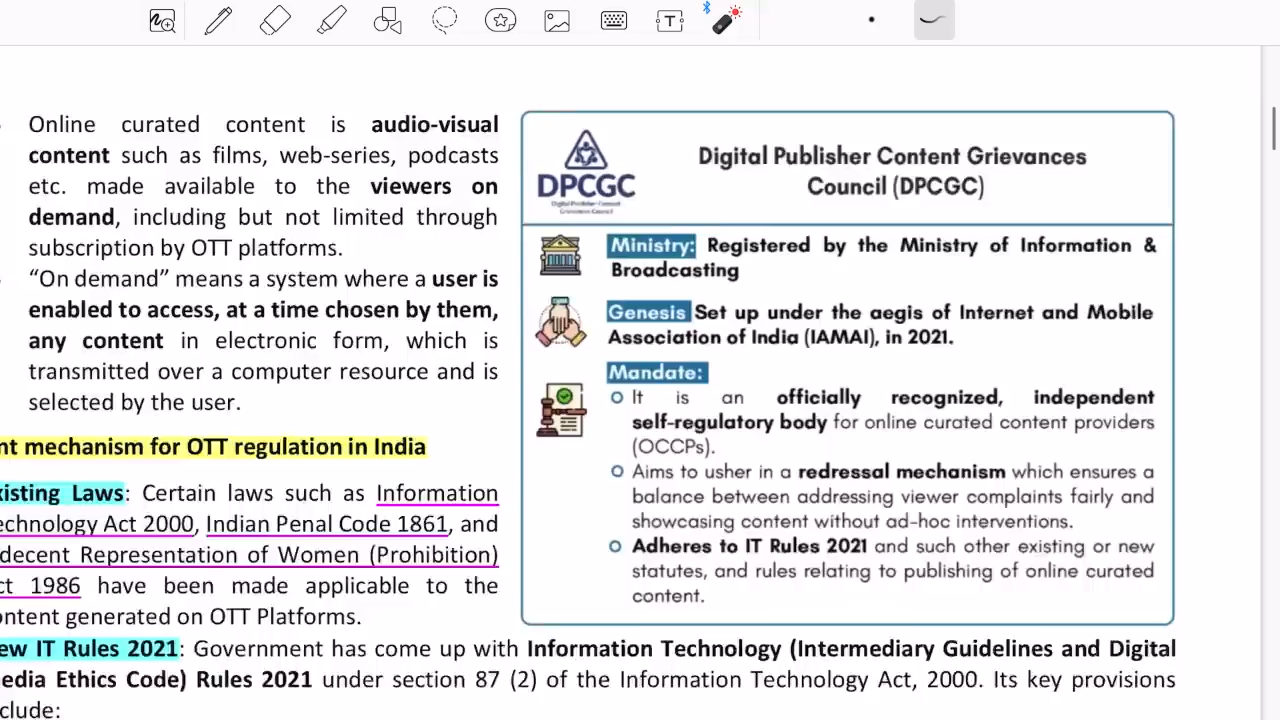 Online curated content is audio-visual
content such as films, web-series, podcasts
etc. made available to the viewers on
demand, including but not limited through
subscription by OTT platforms.
“On demand” means a system where a user is
enabled to access, at a time chosen by them,
any content in electronic form, which is
transmitted over a computer resource and is
selected by the user.
nt mechanism for OTT regulation in India
xisting Laws: Certain laws such as Information
echnology Act 2000, Indian Penal Code 1861, and
decent Representation of Women (Prohibition)
ct 1986 have been made applicable to the
ontent generated on OTT Platforms.
DPCGC
Digital Publisher Content
Grievances Council
Digital Publisher Content Grievances
Council (DPCGC)
Ministry: Registered by the Ministry of Information &
Broadcasting
Genesis Set up under the aegis of Internet and Mobile
Association of India (IAMAI), in 2021.
Mandate:
It is an officially recognized, independent
self-regulatory body for online curated content providers
(OCCPs).
Aims to usher in a redressal mechanism which ensures a
balance between addressing viewer complaints fairly and
showcasing content without ad-hoc interventions.
Adheres to IT Rules 2021 and such other existing or new
statutes, and rules relating to publishing of online curated
content.
ew IT Rules 2021: Government has come up with Information Technology (Intermediary Guidelines and Digital
edia Ethics Code) Rules 2021 under section 87 (2) of the Information Technology Act, 2000. Its key provisions
clude: